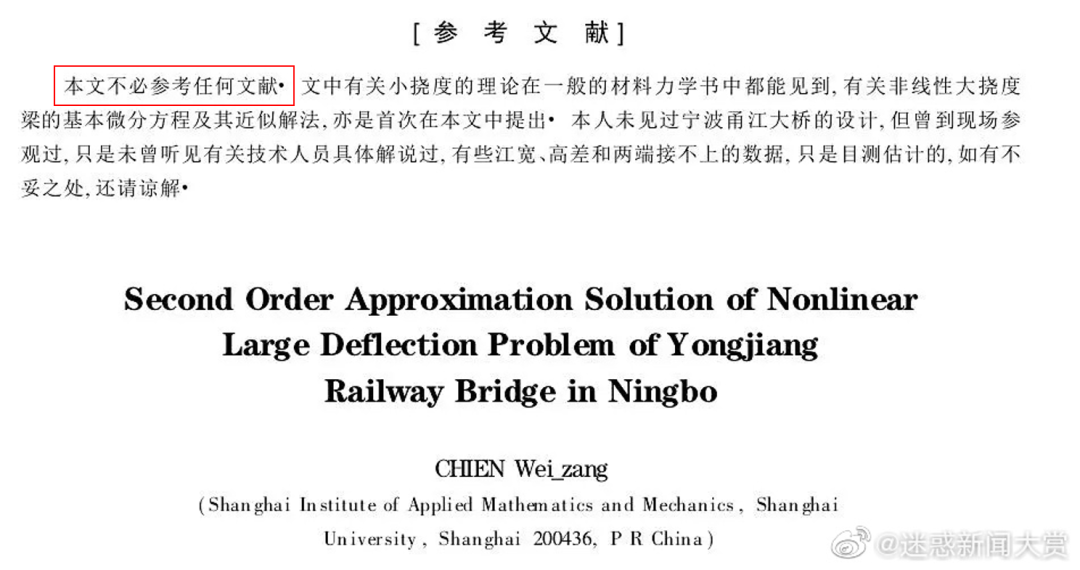 [参考文献]
本文不必参考任何文献• 文中有关小挠度的理论在一般的材料力学书中都能见到,有关非线性大挠度
梁的基本微分方程及其近似解法,亦是首次在本文中提出• 本人未见过宁波甬江大桥的设计,但曾到现场参
观过,只是未曾听见有关技术人员具体解说过,有些江宽、高差和两端接不上的数据,只是目测估计的,如有不
妥之处,还请谅解•
Second Order Approximation Solution of Nonlinear
Large Deflection Problem of Yongjiang
Railway Bridge in Ningbo
CHIEN Wei_zang
(Shanghai Institute of Applied Mathematics and Mechanics, Shanghai
University, Shanghai 200436, P R China)
@迷惑新闻大赏